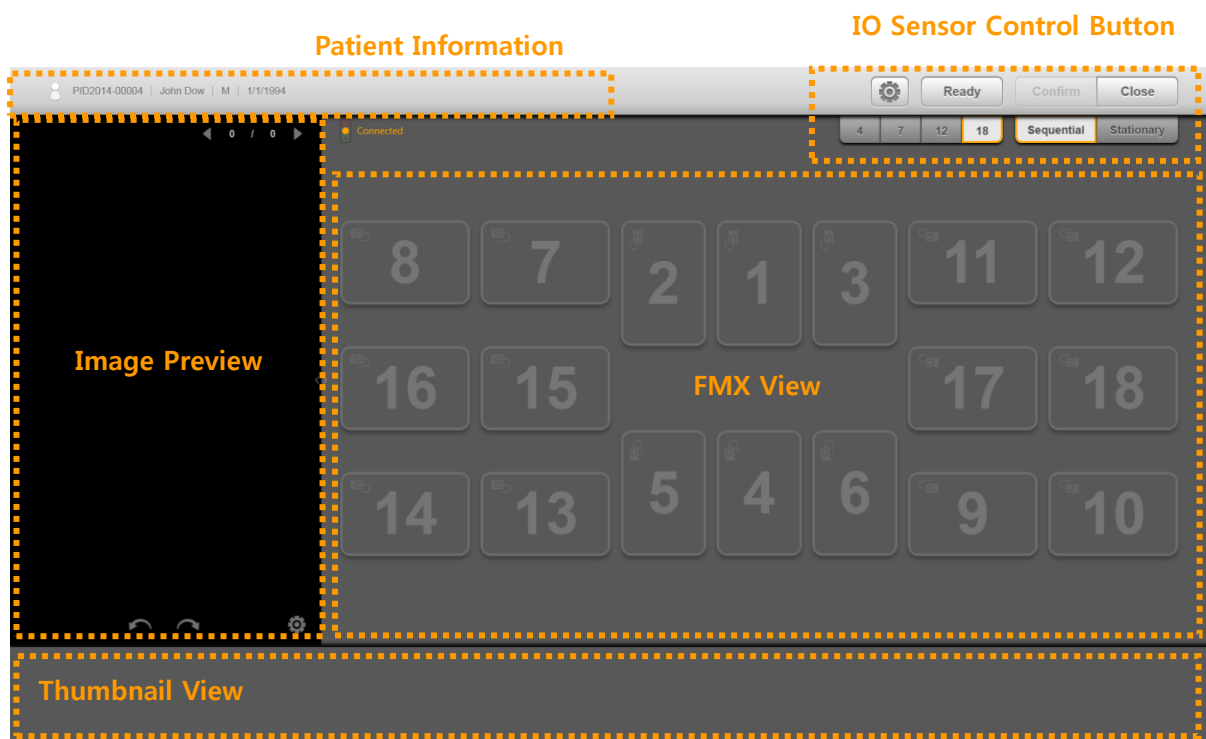 IO Sensor Control Button
Patient Information
PID2014-00004 | John Dow | M | 1/1/1994
Ready
Confirm
Close
0 / 0
Connected
4 7 12 18
Sequential
Stationary
8 7 2 1 3 11 12
Image Preview
16 15 FMX View 17 18
14 13 5 4 6 9 10
Thumbnail View